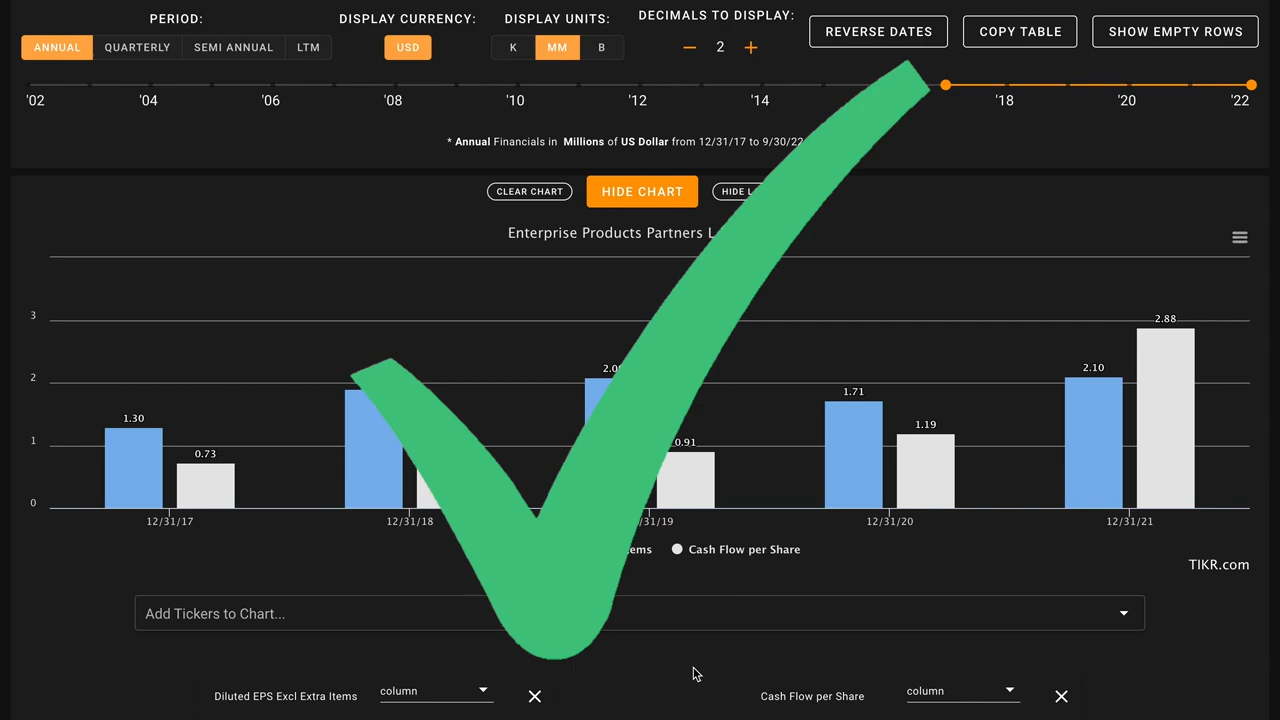 PERIOD: DISPLAY CURRENCY: DISPLAY UNITS: DECIMALS TO DISPLAY:
ANNUAL QUARTERLY SEMI ANNUAL LTM USD K MM B 2 REVERSE DATES COPY TABLE SHOW EMPTY ROWS
'02 '04 '06 '08 '10 '12 '14 '18 '20 '22
* Annual Financials in Millions of US Dollar from 12/31/17 to 9/30/22
CLEAR CHART HIDE CHART HIDE
Enterprise Products Partners
3
2
1
0
1.30
0.73
0.91
1.71
1.19
2.10
2.88
12/31/17 12/31/18 /31/19 12/31/20 12/31/21
ems Cash Flow per Share
TIKR.com
Add Tickers to Chart...
Diluted EPS Excl Extra Items column Cash Flow per Share column